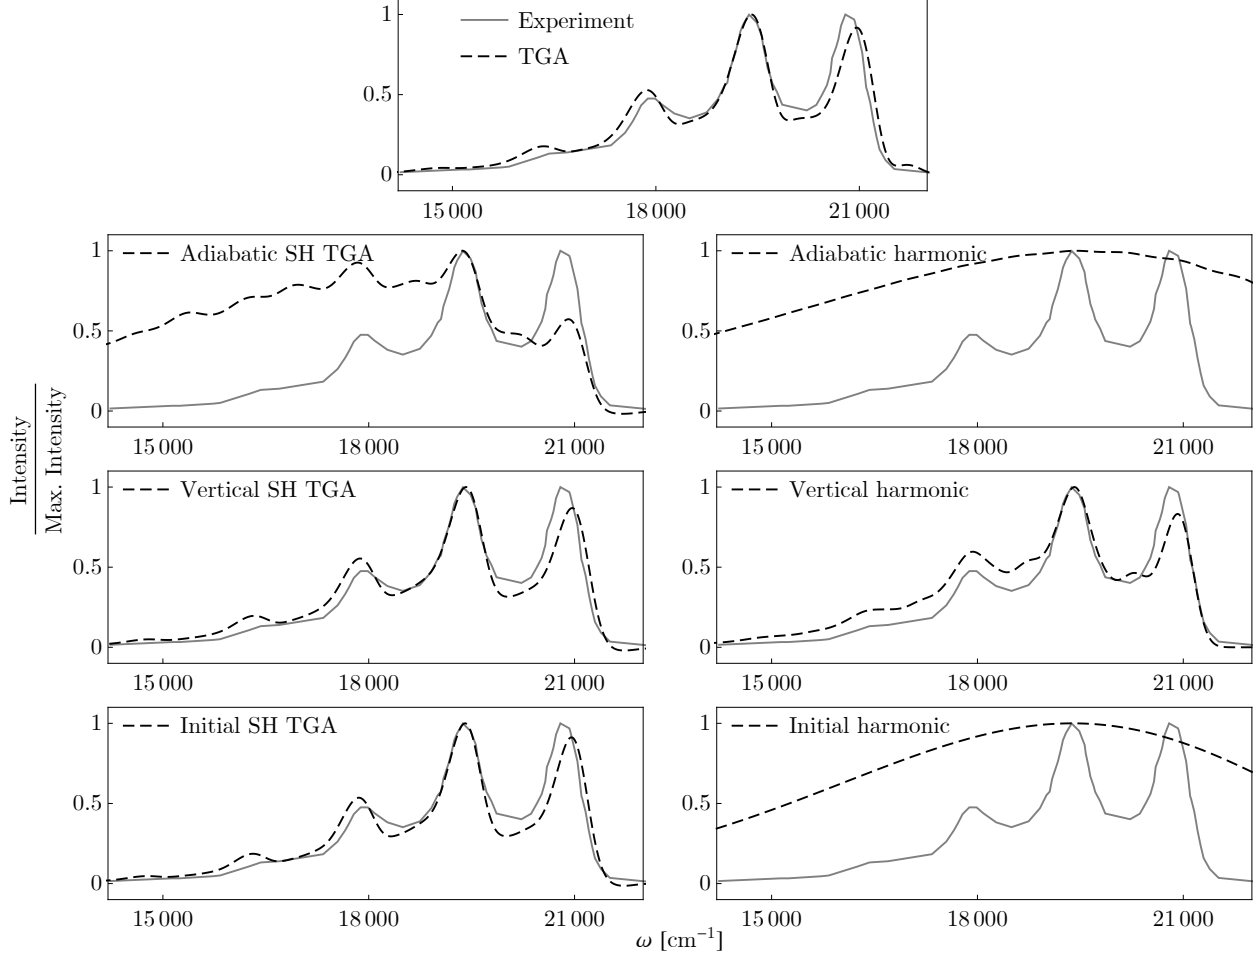 1
Experiment
TGA
0.5
0
15 000 18 000 21 000
1
Adiabatic SH TGA
0.5
0
15 000 18 000 21 000
1
Adiabatic harmonic
0.5
0
15 000 18 000 21 000
Intensity
Max. Intensity
1
Vertical SH TGA
0.5
0
15 000 18 000 21 000
1
Vertical harmonic
0.5
0
15 000 18 000 21 000
1
Initial SH TGA
0.5
0
15 000 18 000 21 000
1
Initial harmonic
0.5
0
15 000 18 000 21 000
ω [cm⁻¹]